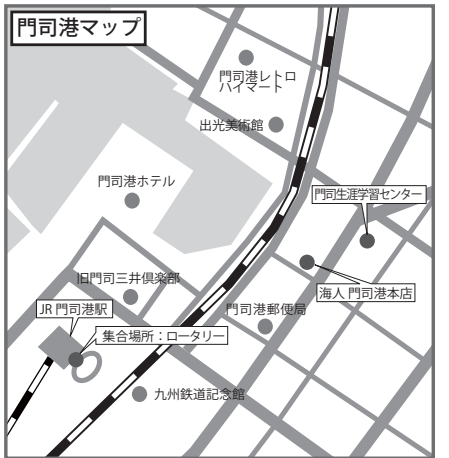 門司港マップ
門司港レトロ
ハイマート
出光美術館
門司港ホテル
門司生涯学習センター
旧門司三井倶楽部
海人 門司港本店
JR 門司港駅
門司港郵便局
集合場所：ロータリー
九州鉄道記念館